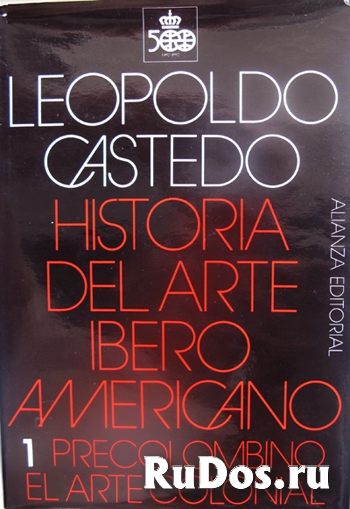 500
LEOPOLDO
CASTEDO
HISTORIA
DEL ARTE
IBERO
AMERICANO
1 PRECOLOMBINO
EL ARTE COLONIAL
ALIANZA EDITORIAL
RuDos.ru